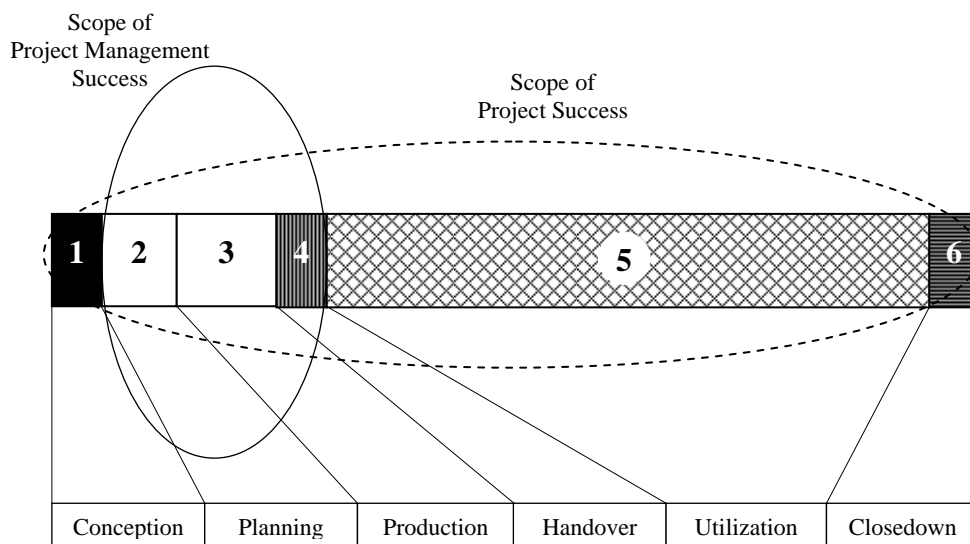 Scope of
Project Management
Success
Scope of
Project Success
1 2 3 4 5 6
Conception Planning Production Handover Utilization Closedown